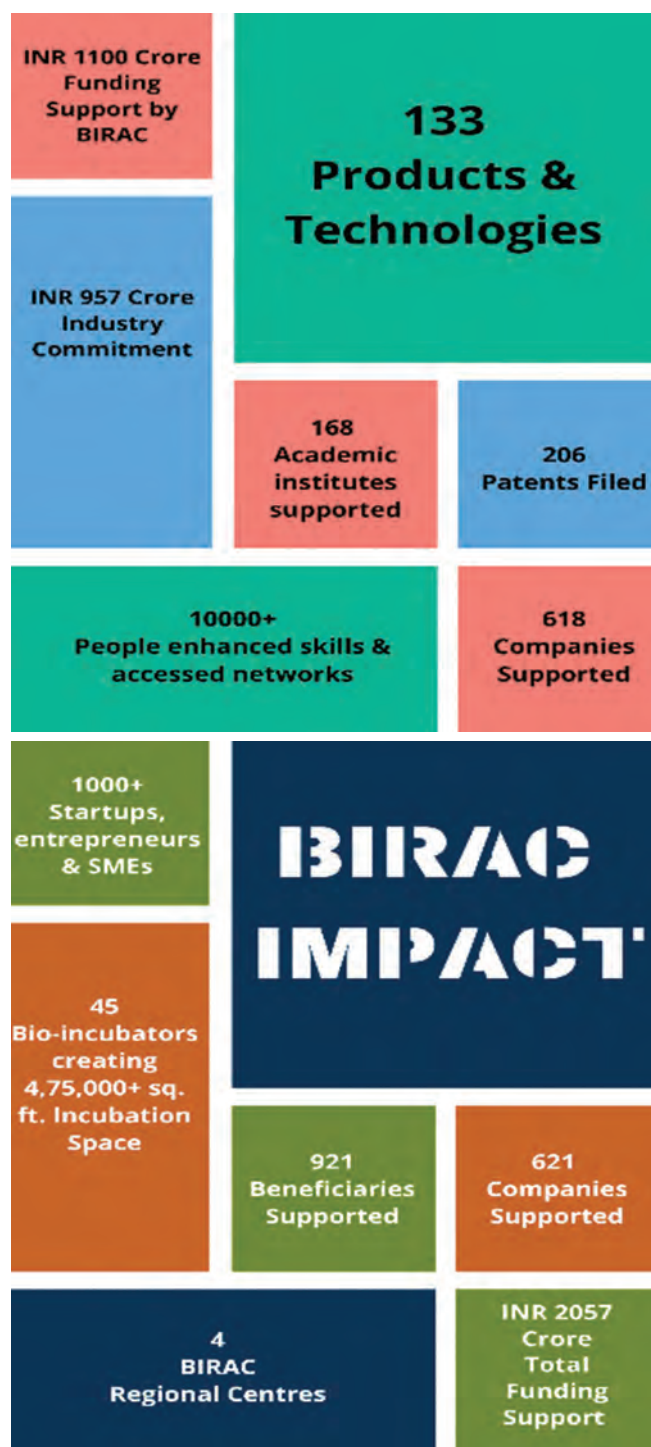 INR 1100 Crore
Funding
Support by
BIRAC
133
Products &
Technologies
INR 957 Crore
Industry
Commitment
168
Academic
institutes
supported
206
Patents Filed
10000+
People enhanced skills &
accessed networks
618
Companies
Supported
1000+
Startups,
entrepreneurs
& SMEs
BIRAC
IMPACT
45
Bio-incubators
creating
4,75,000+ sq.
ft. Incubation
Space
921
Beneficiaries
Supported
621
Companies
Supported
4
BIRAC
Regional Centres
INR 2057
Crore
Total
Funding
Support